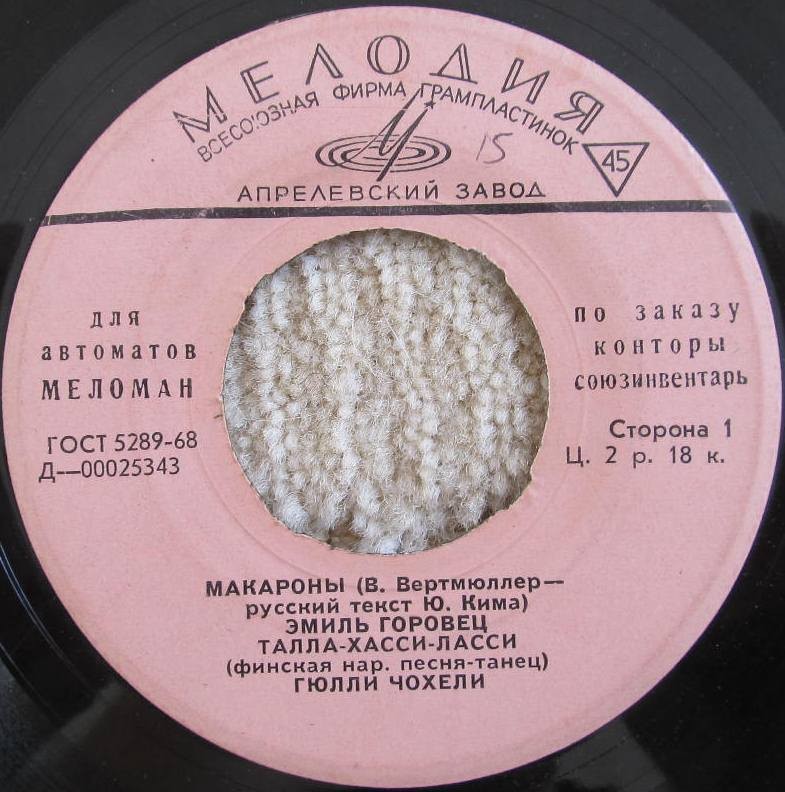 МЕЛОДИЯ
ВСЕСОЮЗНАЯ ФИРМА ГРАМПЛАСТИНОК
15
45
АПРЕЛЕВСКИЙ ЗАВОД
для
автоматов
МЕЛОМАН
ГОСТ 5289-68
Д—00025343
по заказу
конторы
союзинвентарь
Сторона 1
Ц. 2 р. 18 к.
МАКАРОНЫ (В. Вертмюллер—
русский текст Ю. Кима)
ЭМИЛЬ ГОРОВЕЦ
ТАЛЛА-ХАССИ-ЛАССИ
(финская нар. песня-танец)
ГЮЛЛИ ЧОХЕЛИ